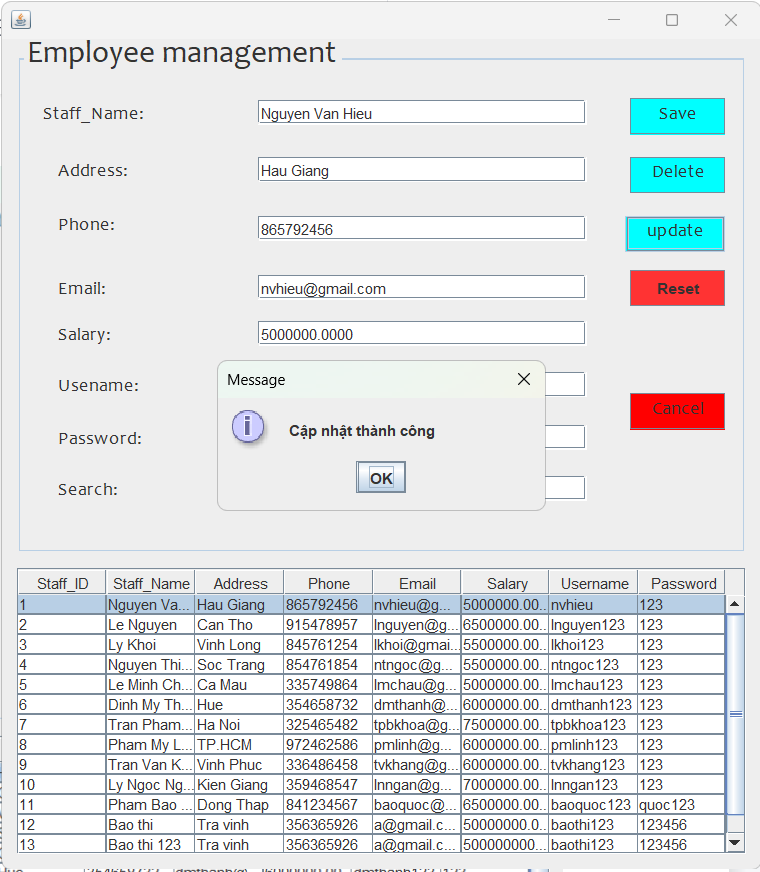 Employee management
Staff_Name: Nguyen Van Hieu Save
Address: Hau Giang Delete
Phone: 865792456 update
Email: nvhieu@gmail.com Reset
Salary: 5000000.0000
Usename:
Message
Cancel
Cập nhật thành công
Password:
OK
Search:
Staff_ID Staff_Name Address Phone Email Salary Username Password
1 Nguyen Va... Hau Giang 865792456 nvhieu@g... 5000000.00... nvhieu 123
2 Le Nguyen Can Tho 915478957 lnguyen@g... 6500000.00... lnguyen123 123
3 Ly Khoi Vinh Long 845761254 lkhoi@gmai... 5500000.00... lkhoi123 123
4 Nguyen Thi... Soc Trang 854761854 ntngoc@g... 5500000.00... ntngoc123 123
5 Le Minh Ch... Ca Mau 335749864 lmchau@g... 5000000.00... lmchau123 123
6 Dinh My Th... Hue 354658732 dmthanh@... 6000000.00... dmthanh123 123
7 Tran Pham... Ha Noi 325465482 tpbkhoa@g... 7500000.00... tpbkhoa123 123
8 Pham My L... TP.HCM 972462586 pmlinh@g... 6000000.00... pmlinh123 123
9 Tran Van K... Vinh Phuc 336486458 tvkhang@g... 6000000.00... tvkhang123 123
10 Ly Ngoc Ng... Kien Giang 359468547 lnngan@g... 7000000.00... lnngan123 123
11 Pham Bao ... Dong Thap 841234567 baoquoc@... 6500000.00... baoquoc123 quoc123
12 Bao thi Tra vinh 356365926 a@gmail.c... 50000000.0... baothi123 123456
13 Bao thi 123 Tra vinh 356365926 a@gmail.c... 500000000... baothi123 123456